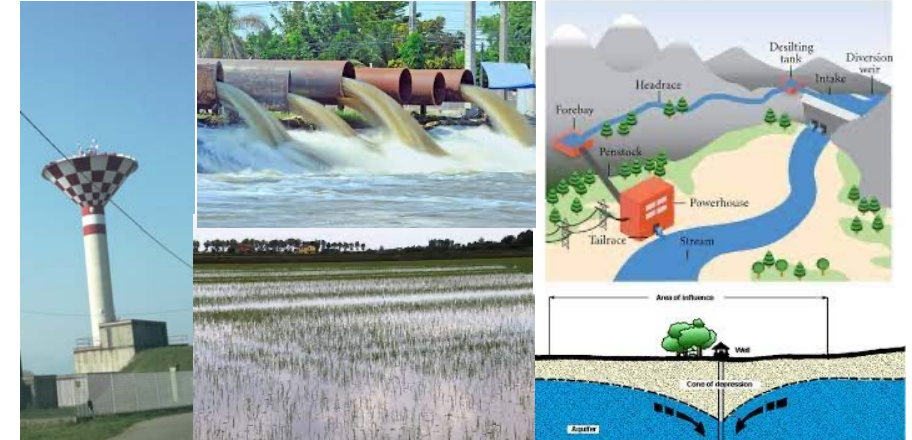 Desilting
tank
Diversion
weir
Intake
Headrace
Forebay
Penstock
Powerhouse
Tailrace
Stream
Area of influence
Well
Cone of depression
Aquifer